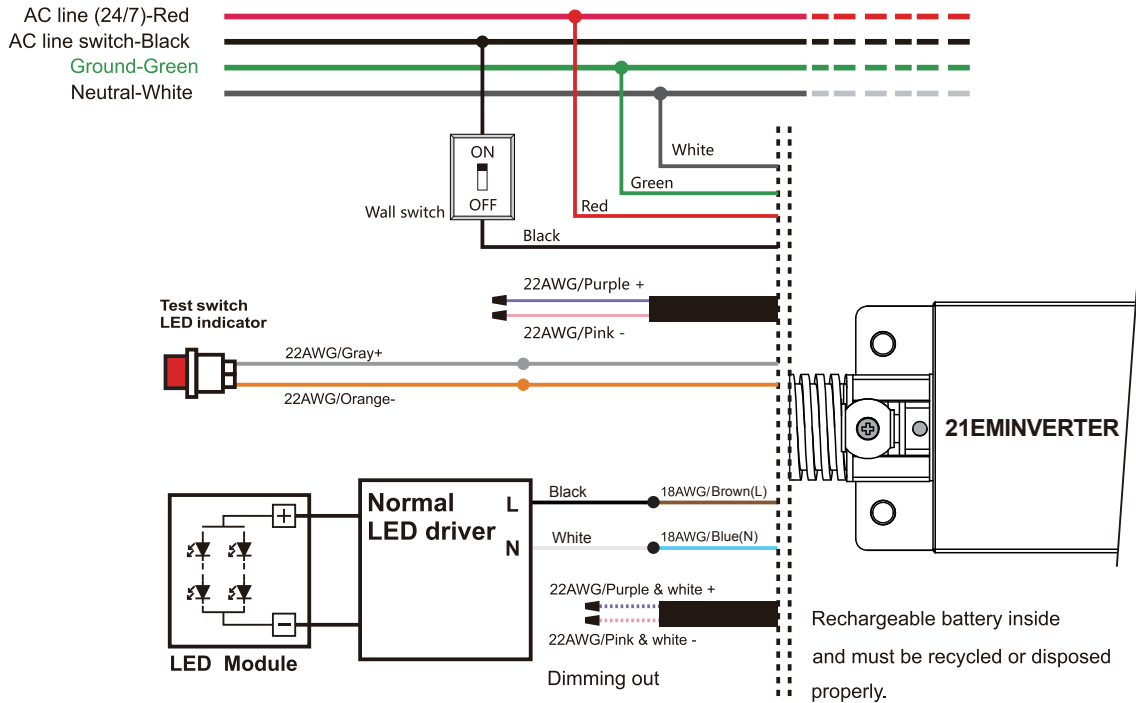 AC line (24/7)-Red
AC line switch-Black
Ground-Green
Neutral-White
White
Green
Red
Black
ON
OFF
Wall switch
22AWG/Purple +
22AWG/Pink -
Test switch
LED indicator
22AWG/Gray+
22AWG/Orange-
21EMINVERTER
Normal
LED driver
L
N
Black
18AWG/Brown(L)
White
18AWG/Blue(N)
+
-
LED Module
22AWG/Purple & white +
22AWG/Pink & white -
Dimming out
Rechargeable battery inside
and must be recycled or disposed
properly.